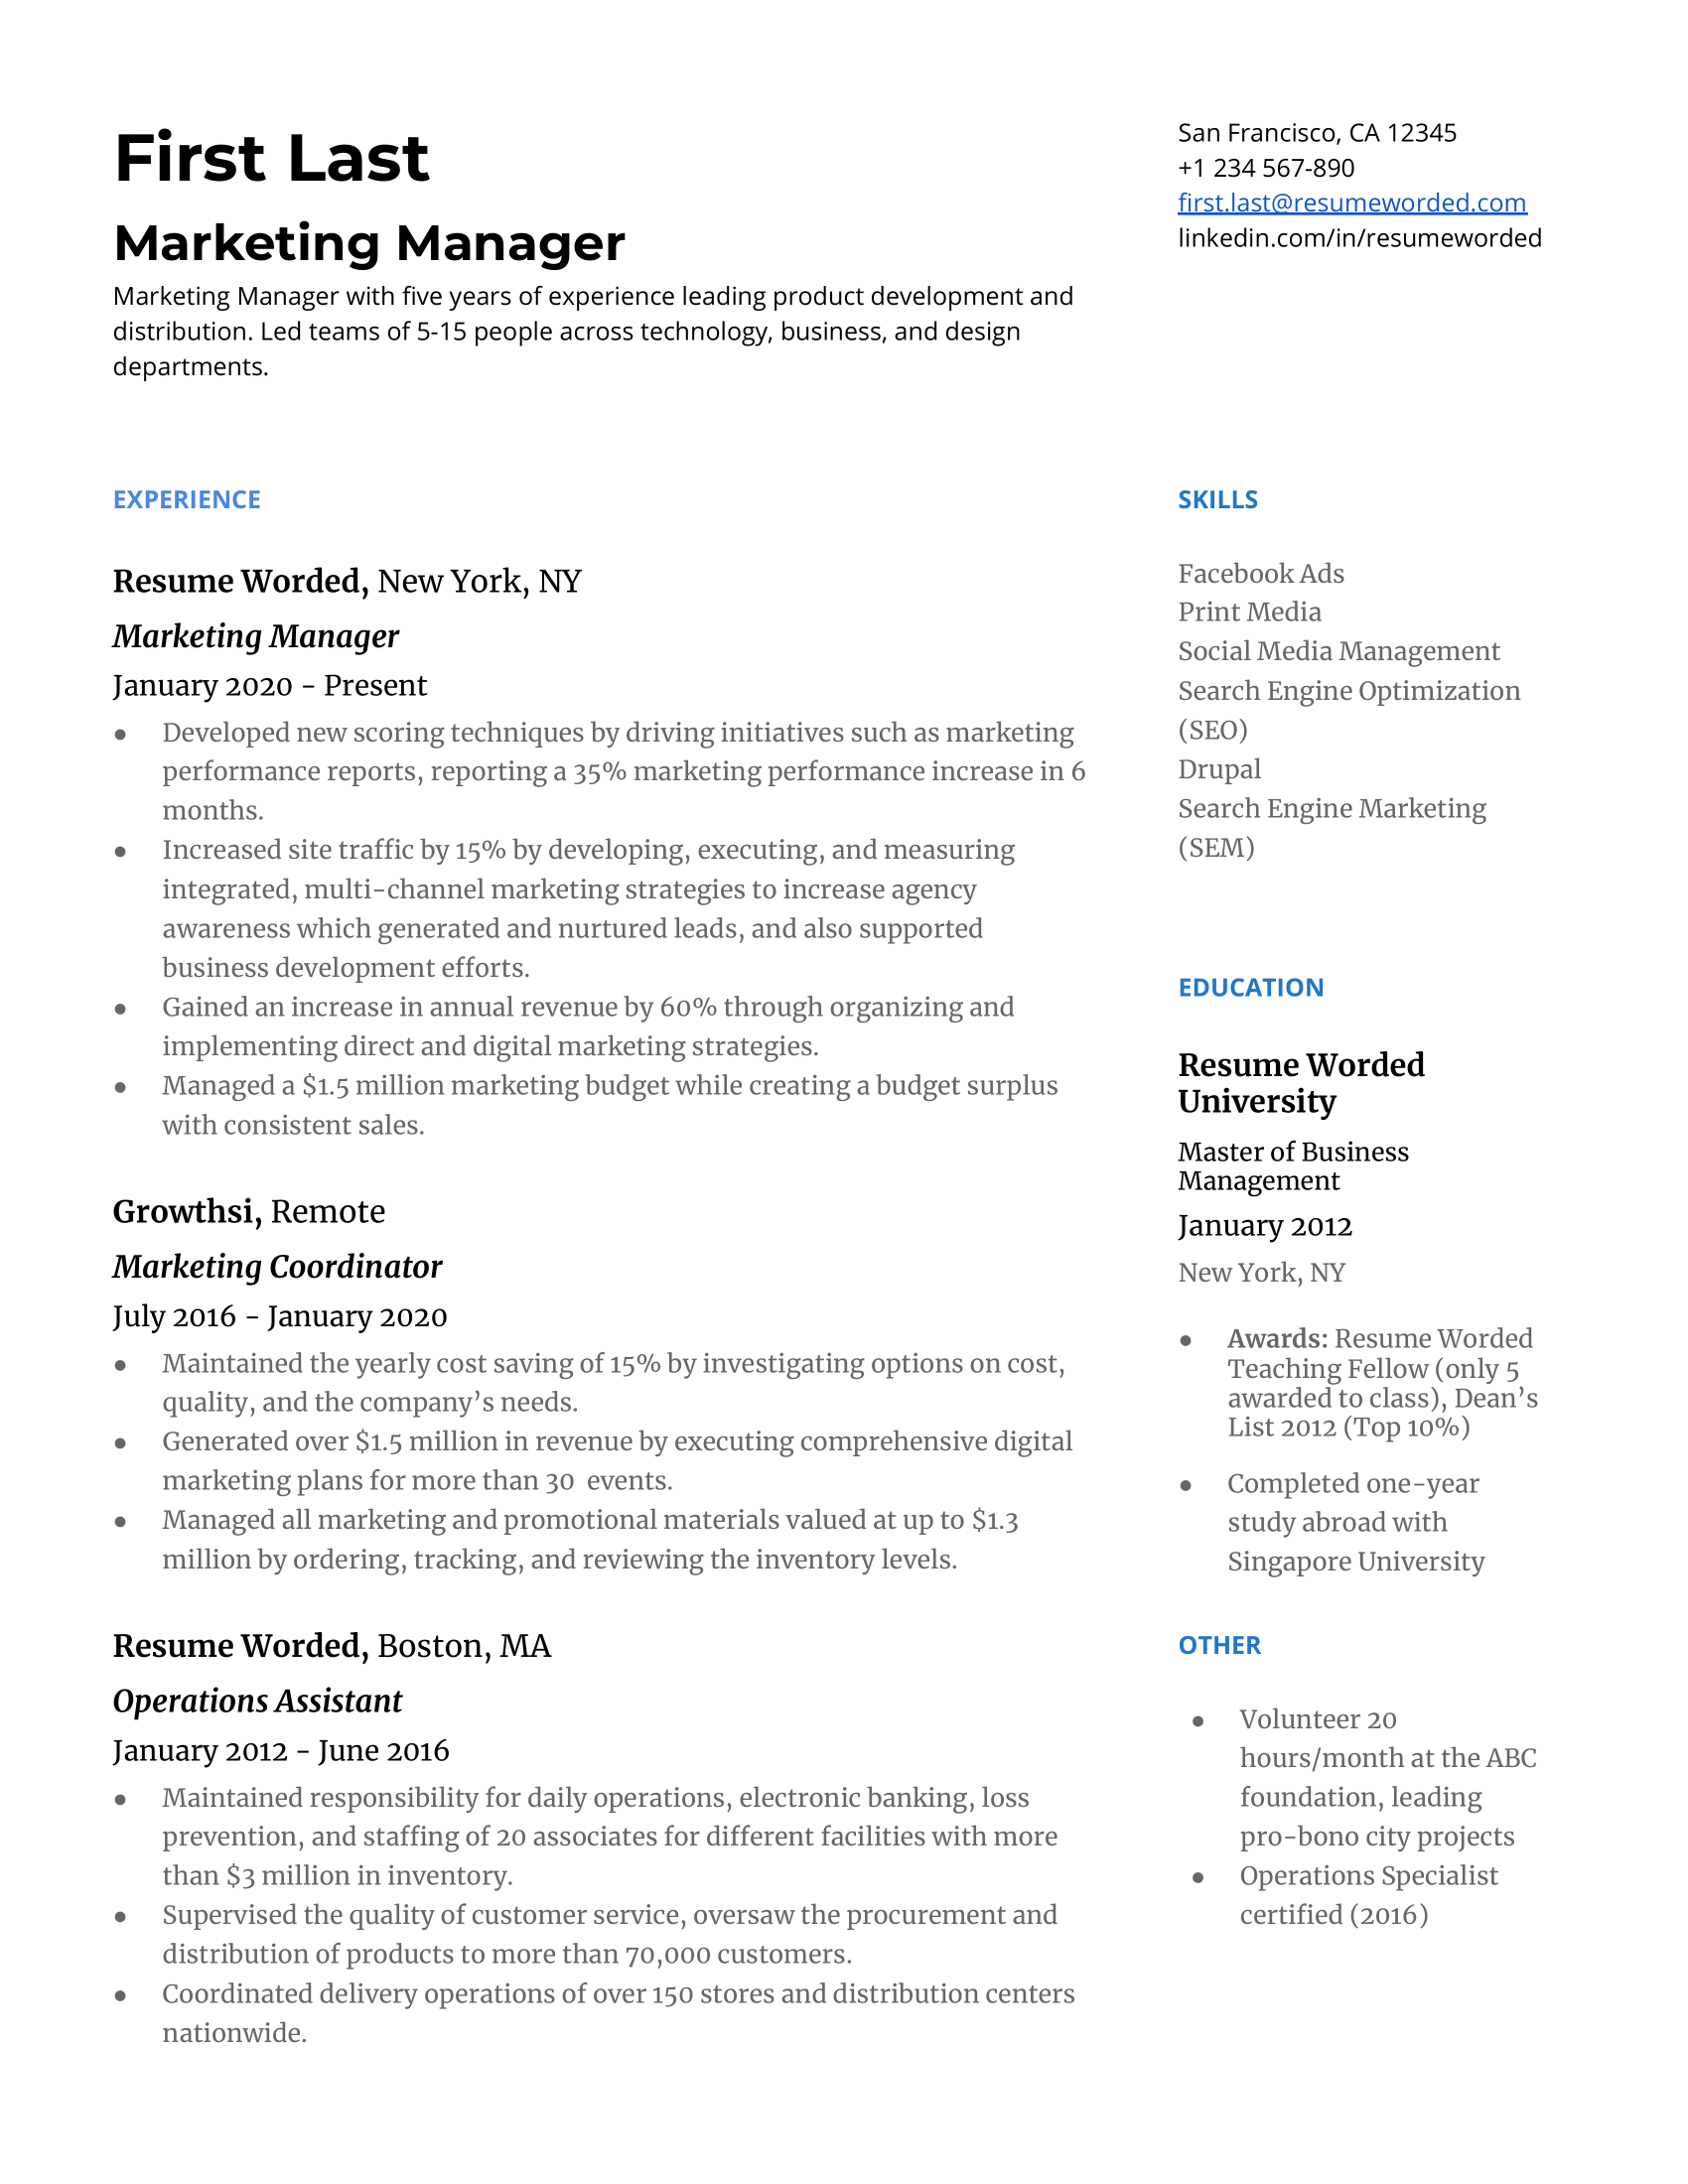 First Last
Marketing Manager
Marketing Manager with five years of experience leading product development and
distribution. Led teams of 5-15 people across technology, business, and design
departments.
San Francisco, CA 12345
+1 234 567-890
first.last@resumeworded.com
linkedin.com/in/resumeworded
EXPERIENCE
Resume Worded, New York, NY
Marketing Manager
January 2020 - Present
● Developed new scoring techniques by driving initiatives such as marketing
performance reports, reporting a 35% marketing performance increase in 6
months.
● Increased site traffic by 15% by developing, executing, and measuring
integrated, multi-channel marketing strategies to increase agency
awareness which generated and nurtured leads, and also supported
business development efforts.
● Gained an increase in annual revenue by 60% through organizing and
implementing direct and digital marketing strategies.
● Managed a $1.5 million marketing budget while creating a budget surplus
with consistent sales.
Growthsi, Remote
Marketing Coordinator
July 2016 - January 2020
● Maintained the yearly cost saving of 15% by investigating options on cost,
quality, and the company’s needs.
● Generated over $1.5 million in revenue by executing comprehensive digital
marketing plans for more than 30  events.
● Managed all marketing and promotional materials valued at up to $1.3
million by ordering, tracking, and reviewing the inventory levels.
Resume Worded, Boston, MA
Operations Assistant
January 2012 - June 2016
● Maintained responsibility for daily operations, electronic banking, loss
prevention, and staffing of 20 associates for different facilities with more
than $3 million in inventory.
● Supervised the quality of customer service, oversaw the procurement and
distribution of products to more than 70,000 customers.
● Coordinated delivery operations of over 150 stores and distribution centers
nationwide.
SKILLS
Facebook Ads
Print Media
Social Media Management
Search Engine Optimization
(SEO)
Drupal
Search Engine Marketing
(SEM)
EDUCATION
Resume Worded
University
Master of Business
Management
January 2012
New York, NY
● Awards: Resume Worded
Teaching Fellow (only 5
awarded to class), Dean’s
List 2012 (Top 10%)
● Completed one-year
study abroad with
Singapore University
OTHER
● Volunteer 20
hours/month at the ABC
foundation, leading
pro-bono city projects
● Operations Specialist
certified (2016)